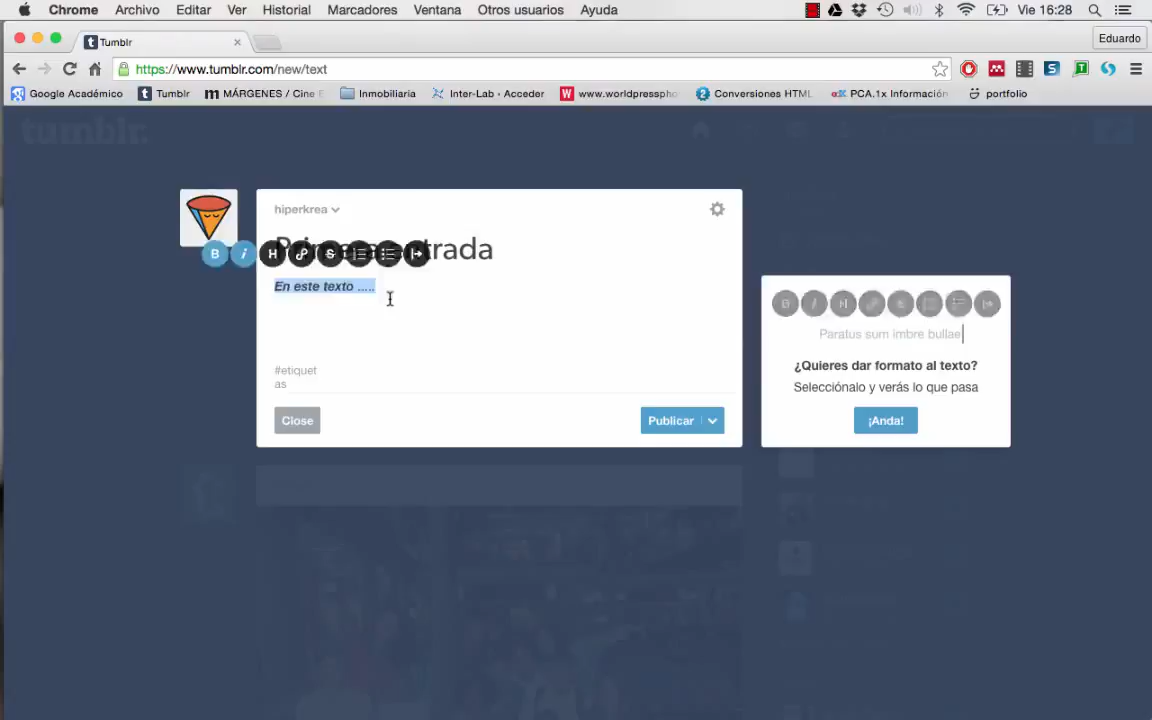 Chrome Archivo Editar Ver Historial Marcadores Ventana Otros usuarios Ayuda Vie 16:28
Tumblr Eduardo
https://www.tumblr.com/new/text
Google Académico Tumblr MÁRGENES / Cine E Inmobiliaria Inter-Lab · Acceder www.worldpresspho Conversiones HTML PCA.1x Información portfolio
tumblr.
hiperkrea
Primera entrada
B i H S
En este texto .....
Paratus sum imbre bullae
¿Quieres dar formato al texto?
Selecciónalo y verás lo que pasa
¡Anda!
#etiquet
as
Close Publicar